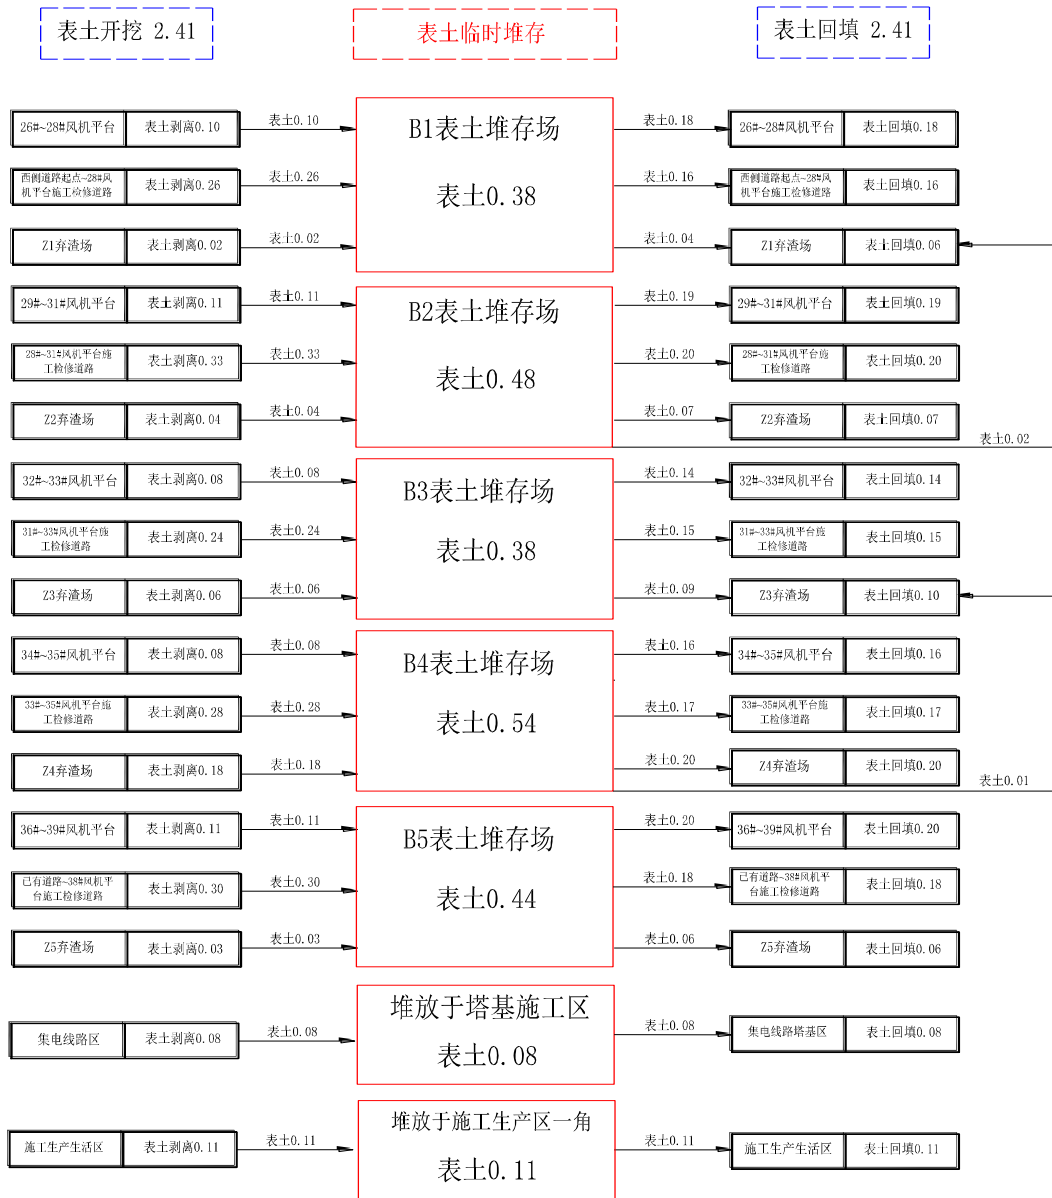 表土开挖 2.41
表土临时堆存
表土回填 2.41
26#~28#风机平台
表土剥离0.10
表土0.10
B1表土堆存场
表土0.38
表土0.18
26#~28#风机平台
表土回填0.18
西侧道路起点~28#风
机平台施工检修道路
表土剥离0.26
表土0.26
表土0.16
西侧道路起点~28#风
机平台施工检修道路
表土回填0.16
Z1弃渣场
表土剥离0.02
表土0.02
表土0.04
Z1弃渣场
表土回填0.06
29#~31#风机平台
表土剥离0.11
表土0.11
B2表土堆存场
表土0.48
表土0.19
29#~31#风机平台
表土回填0.19
28#~31#风机平台施
工检修道路
表土剥离0.33
表土0.33
表土0.20
28#~31#风机平台施
工检修道路
表土回填0.20
Z2弃渣场
表土剥离0.04
表土0.04
表土0.07
Z2弃渣场
表土回填0.07
表土0.02
32#~33#风机平台
表土剥离0.08
表土0.08
B3表土堆存场
表土0.38
表土0.14
32#~33#风机平台
表土回填0.14
31#~33#风机平台施
工检修道路
表土剥离0.24
表土0.24
表土0.15
31#~33#风机平台施
工检修道路
表土回填0.15
Z3弃渣场
表土剥离0.06
表土0.06
表土0.09
Z3弃渣场
表土回填0.10
34#~35#风机平台
表土剥离0.08
表土0.08
B4表土堆存场
表土0.54
表土0.16
34#~35#风机平台
表土回填0.16
33#~35#风机平台施
工检修道路
表土剥离0.28
表土0.28
表土0.17
33#~35#风机平台施
工检修道路
表土回填0.17
Z4弃渣场
表土剥离0.18
表土0.18
表土0.20
Z4弃渣场
表土回填0.20
表土0.01
36#~39#风机平台
表土剥离0.11
表土0.11
B5表土堆存场
表土0.44
表土0.20
36#~39#风机平台
表土回填0.20
已有道路~38#风机平
台施工检修道路
表土剥离0.30
表土0.30
表土0.18
已有道路~38#风机平
台施工检修道路
表土回填0.18
Z5弃渣场
表土剥离0.03
表土0.03
表土0.06
Z5弃渣场
表土回填0.06
集电线路区
表土剥离0.08
表土0.08
堆放于塔基施工区
表土0.08
表土0.08
集电线路塔基区
表土回填0.08
施工生产生活区
表土剥离0.11
表土0.11
堆放于施工生产区一角
表土0.11
表土0.11
施工生产生活区
表土回填0.11